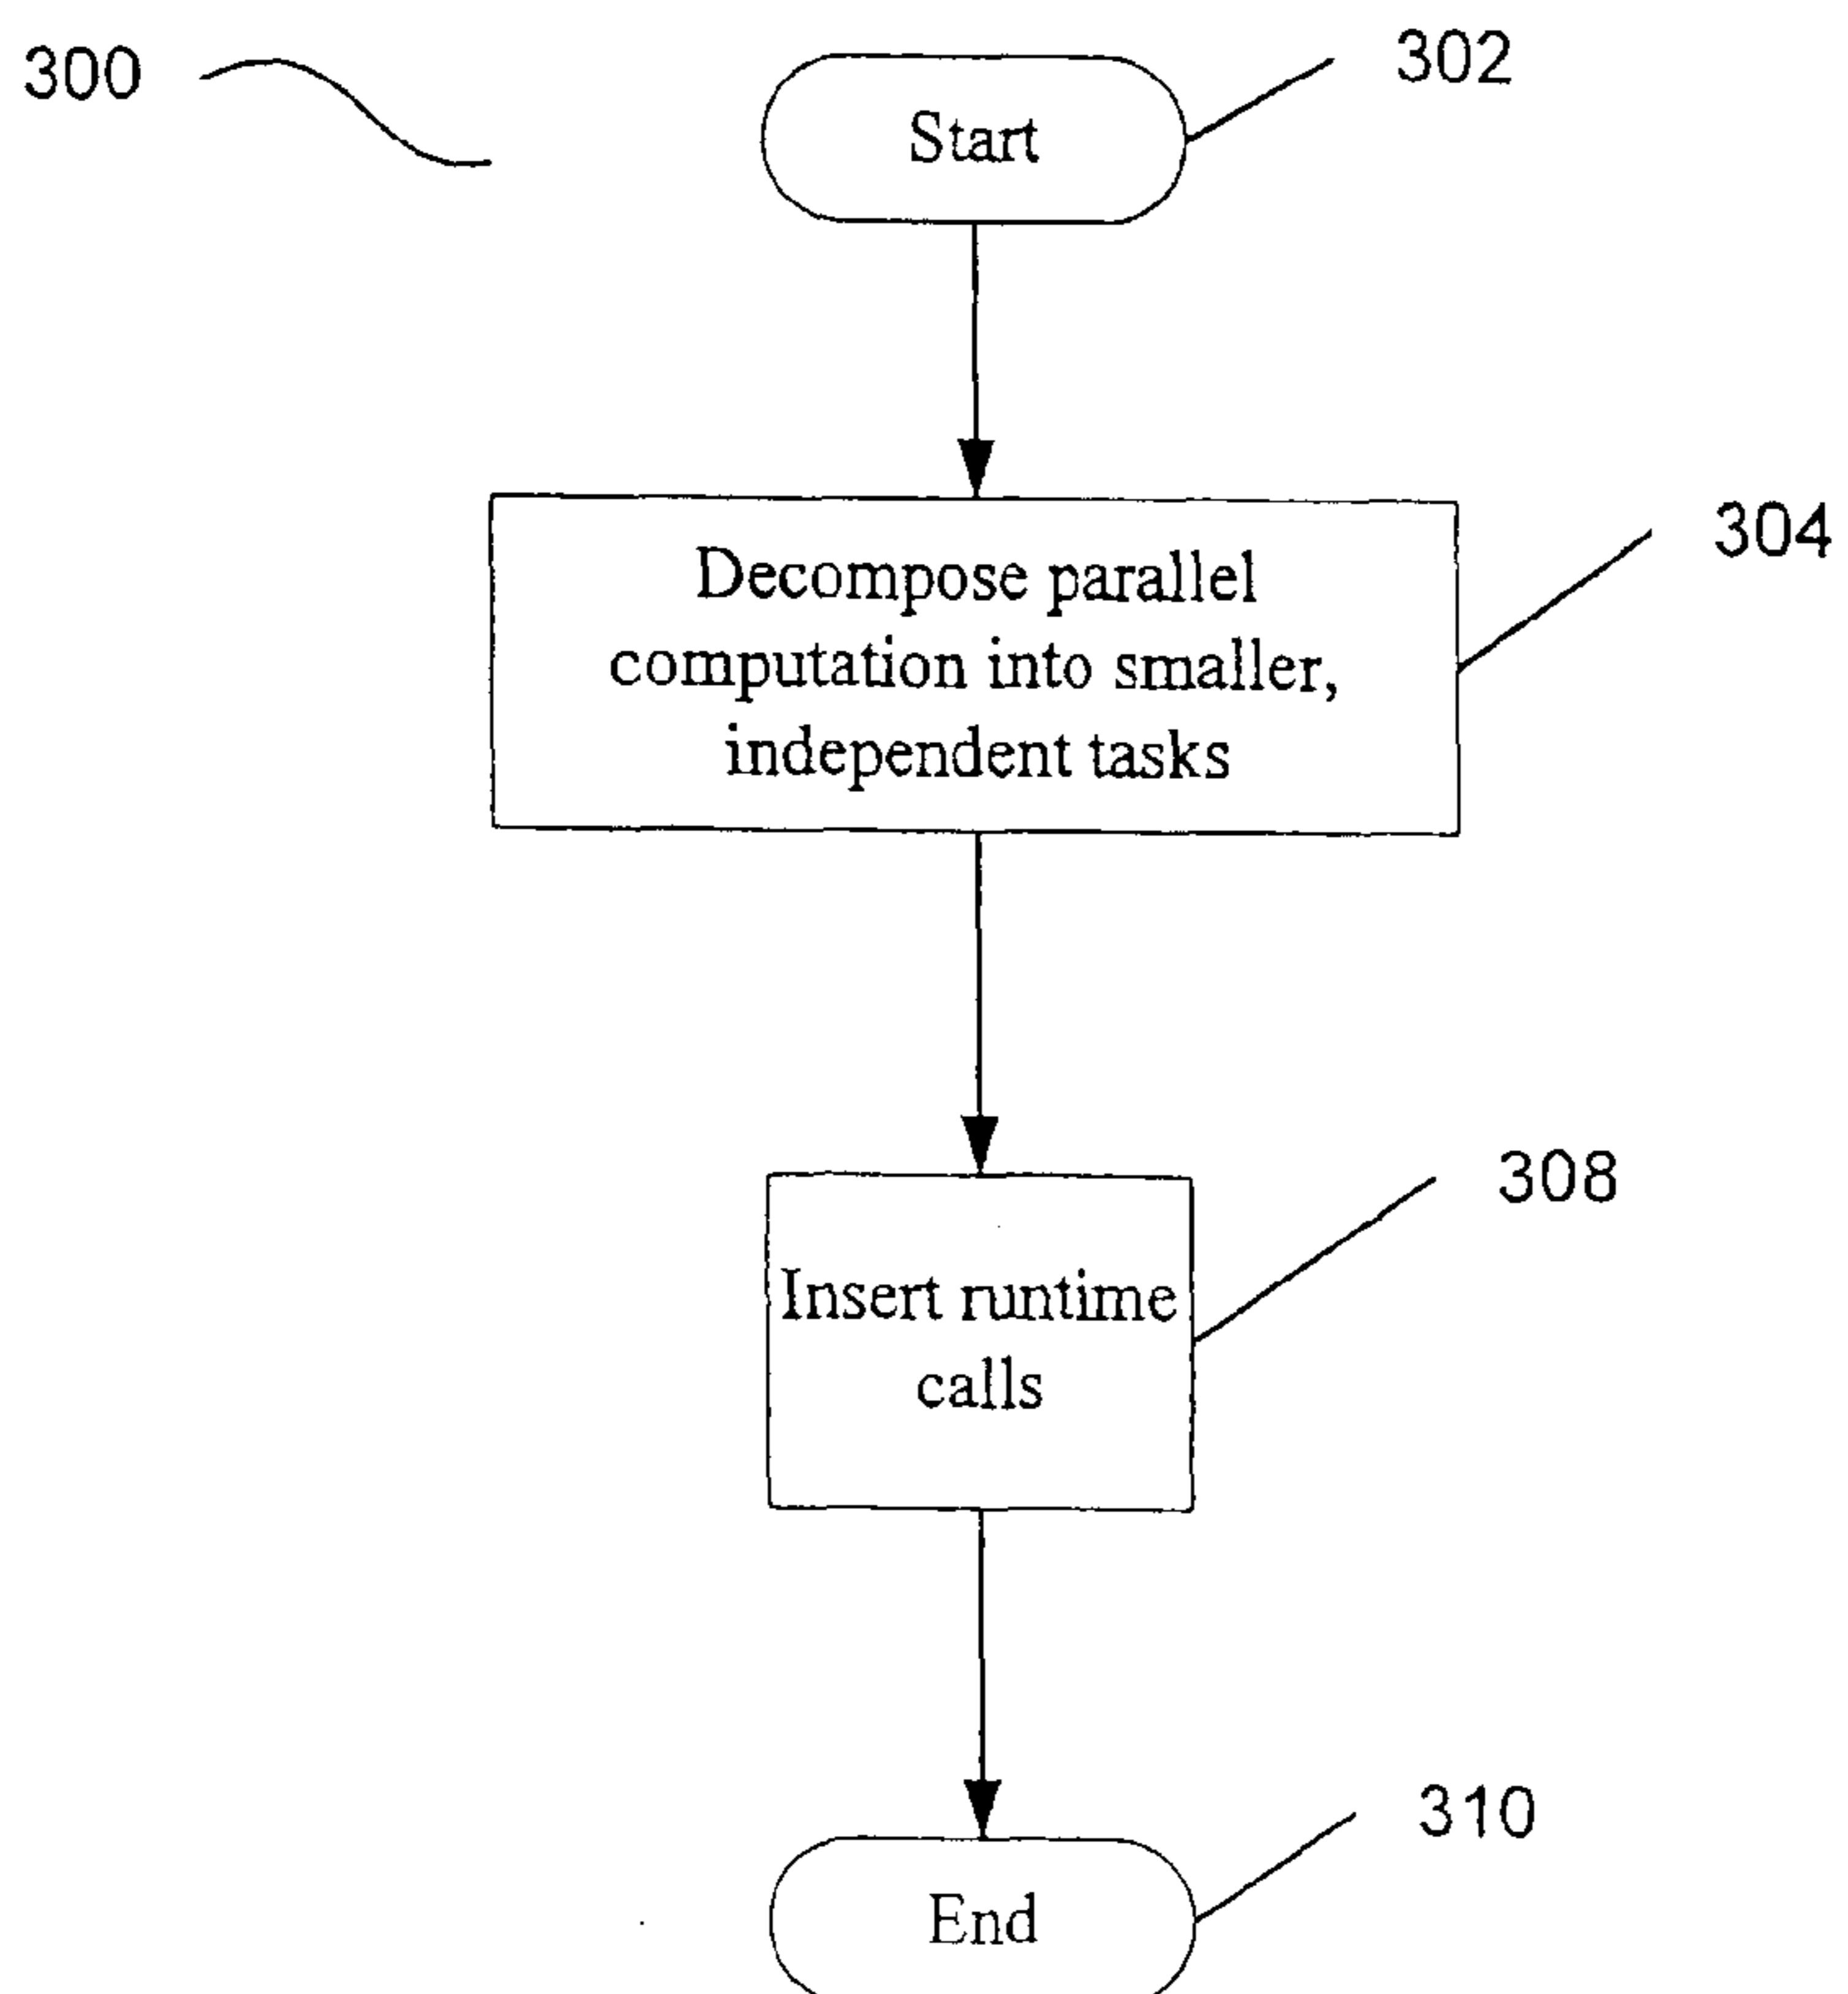 300
302
Start
304
Decompose parallel
computation into smaller,
independent tasks
308
Insert runtime
calls
310
End